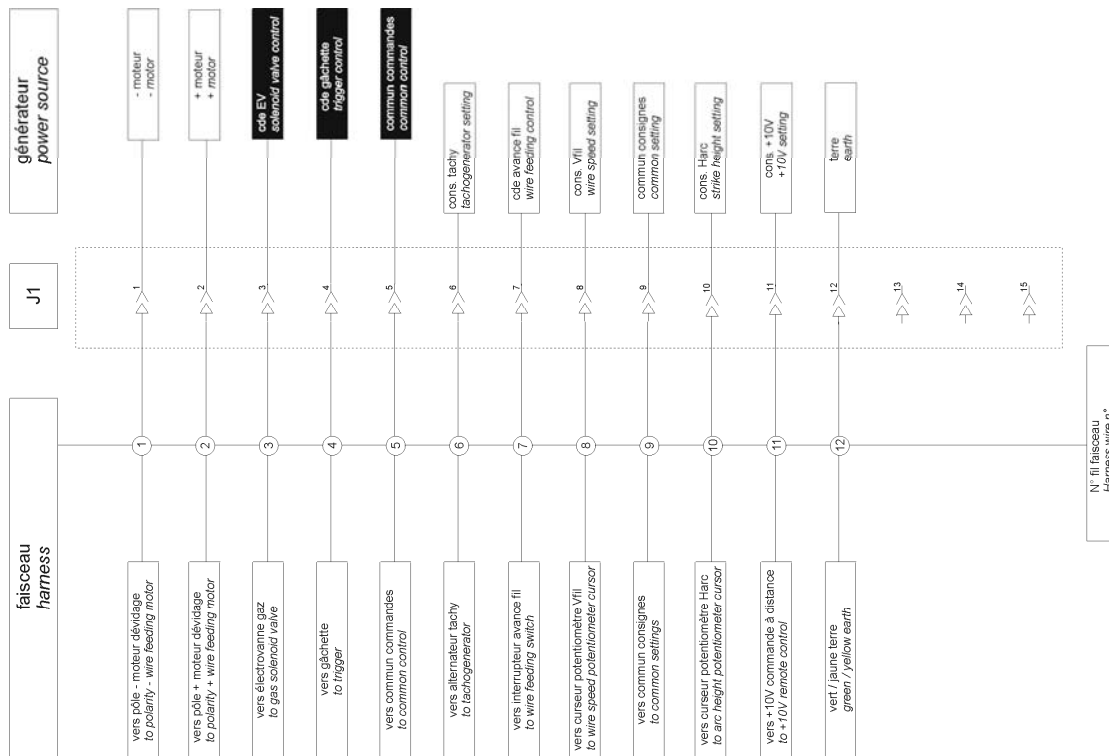 générateur
power source
J1
faisceau
harness
- moteur
- motor
1
1
vers pôle - moteur dévidage
to polarity - wire feeding motor
+ moteur
+ motor
2
2
vers pôle + moteur dévidage
to polarity + wire feeding motor
cde EV
solenoid valve control
3
3
vers électrovanne gaz
to gas solenoid valve
cde gâchette
trigger control
4
4
vers gâchette
to trigger
commun commandes
common control
5
5
vers commun commandes
to common control
cons. tachy
tachogenerator setting
6
6
vers alternateur tachy
to tachogenerator
cde avance fil
wire feeding control
7
7
vers interrupteur avance fil
to wire feeding switch
cons. Vfil
wire speed setting
8
8
vers curseur potentiomètre Vfil
to wire speed potentiometer cursor
commun consignes
common setting
9
9
vers commun consignes
to common settings
cons. Harc
strike height setting
10
10
vers curseur potentiomètre Harc
to arc height potentiometer cursor
cons. +10V
+10V setting
11
11
vers +10V commande à distance
to +10V remote control
terre
earth
12
12
vert / jaune terre
green / yellow earth
13
14
15
N° fil faisceau
Harness wire n°